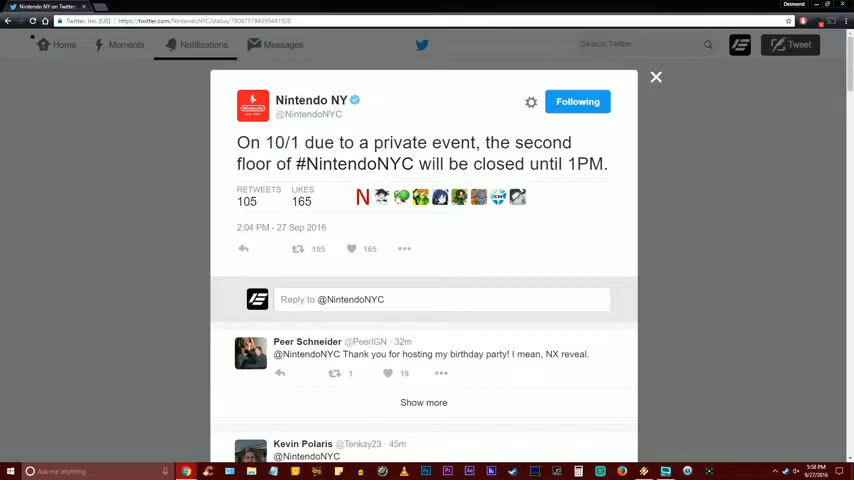 Desmond
Nintendo NY on Twitter
Twitter, Inc. [US]
https://twitter.com/NintendoNYC/status/780875784399441920
Home
Moments
Notifications
Messages
Search Twitter
Tweet
Nintendo NY
@NintendoNYC
Following
On 10/1 due to a private event, the second
floor of #NintendoNYC will be closed until 1PM.
RETWEETS
LIKES
105
165
2:04 PM - 27 Sep 2016
105
165
Reply to @NintendoNYC
Peer Schneider @PeerIGN · 32m
@NintendoNYC Thank you for hosting my birthday party! I mean, NX reveal.
1
19
Show more
Kevin Polaris @Tenkay23 · 45m
@NintendoNYC
Ask me anything
5:58 PM
9/27/2016